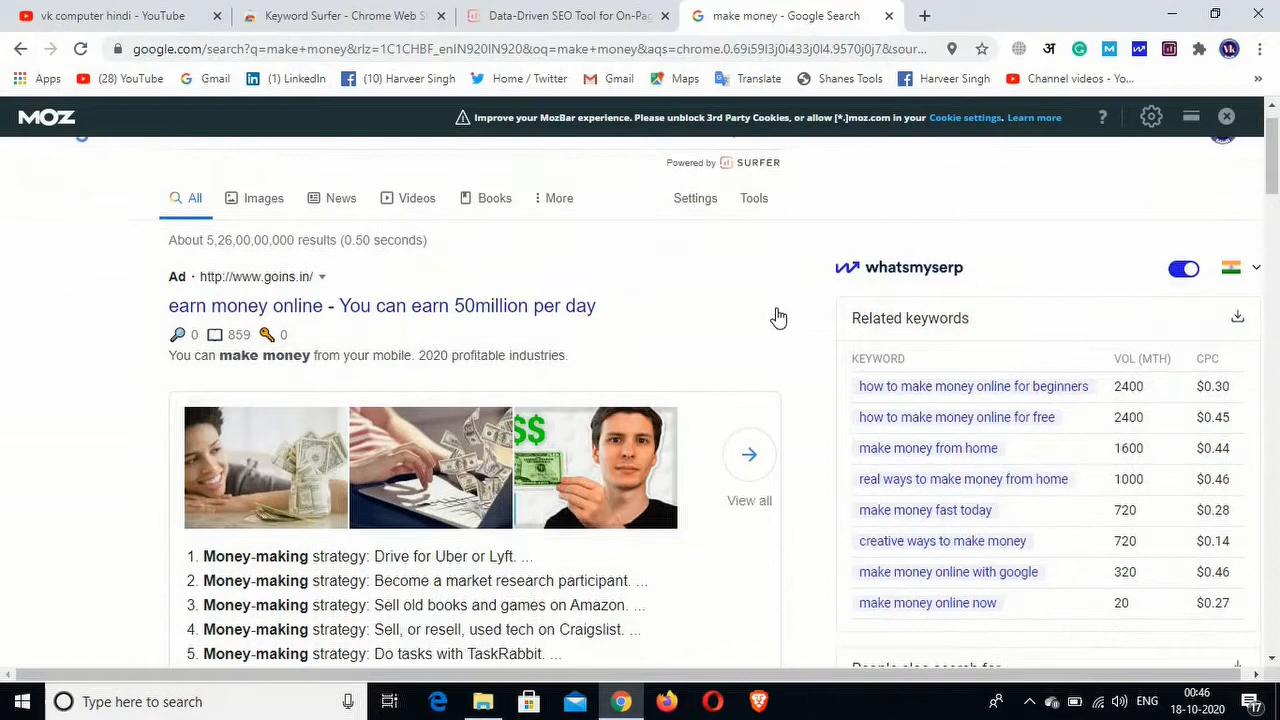 vk computer hindi - YouTube
Keyword Surfer - Chrome Web S
Data-Driven SEO Tool for On-Pag
make money - Google Search
google.com/search?q=make+money&rlz=1C1CHBF_enIN920IN920&oq=make+money&aqs=chrome.0.69i59l3j0i433j0l4.9570j0j7&sour...
अ
M
Vk
Apps
(28) YouTube
Gmail
(1) LinkedIn
(10) Harveer Singh
Home / Twitter
Gmail
Maps
Translate
Shanes Tools
Harveer Singh
Channel videos - Yo...
MOZ
Improve your MozBar experience. Please unblock 3rd Party Cookies, or allow [*.]moz.com in your Cookie settings. Learn more
Powered by SURFER
All
Images
News
Videos
Books
More
Settings
Tools
About 5,26,00,00,000 results (0.50 seconds)
Ad · http://www.goins.in/
earn money online - You can earn 50million per day
0 859 0
You can make money from your mobile. 2020 profitable industries.
$$
View all
1. Money-making strategy: Drive for Uber or Lyft. ...
2. Money-making strategy: Become a market research participant. ...
3. Money-making strategy: Sell old books and games on Amazon. ...
4. Money-making strategy: Sell, or resell, used tech on Craigslist. ...
5. Money-making strategy: Do tasks with TaskRabbit. ...
whatsmyserp
Related keywords
KEYWORD VOL (MTH) CPC
how to make money online for beginners 2400 $0.30
how to make money online for free 2400 $0.45
make money from home 1600 $0.44
real ways to make money from home 1000 $0.46
make money fast today 720 $0.28
creative ways to make money 720 $0.14
make money online with google 320 $0.46
make money online now 20 $0.27
People also search for
Type here to search
ENG
00:46
18-10-2020
17